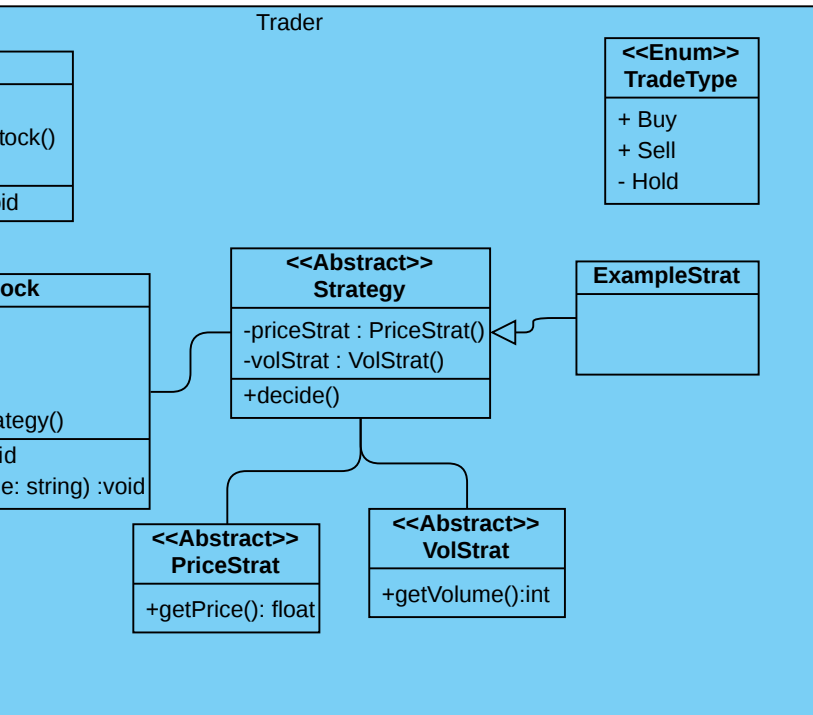 Trader
<<Enum>>
TradeType
+ Buy
+ Sell
- Hold
tock()
id
<<Abstract>>
Strategy
-priceStrat : PriceStrat()
-volStrat : VolStrat()
+decide()
ExampleStrat
ock
ategy()
id
e: string) :void
<<Abstract>>
PriceStrat
+getPrice(): float
<<Abstract>>
VolStrat
+getVolume():int